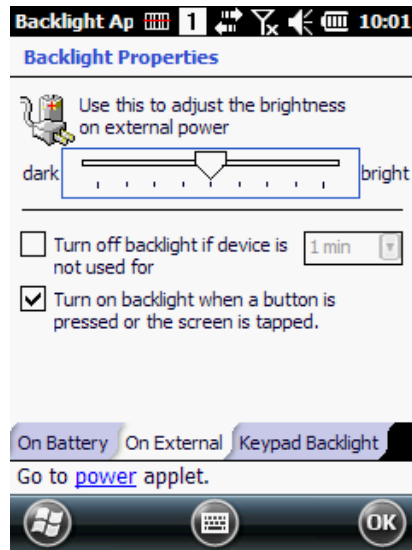 Backlight Ap 1 10:01
Backlight Properties
Use this to adjust the brightness
on external power
dark bright
Turn off backlight if device is 1 min
not used for
Turn on backlight when a button is
pressed or the screen is tapped.
On Battery On External Keypad Backlight
Go to power applet.
OK